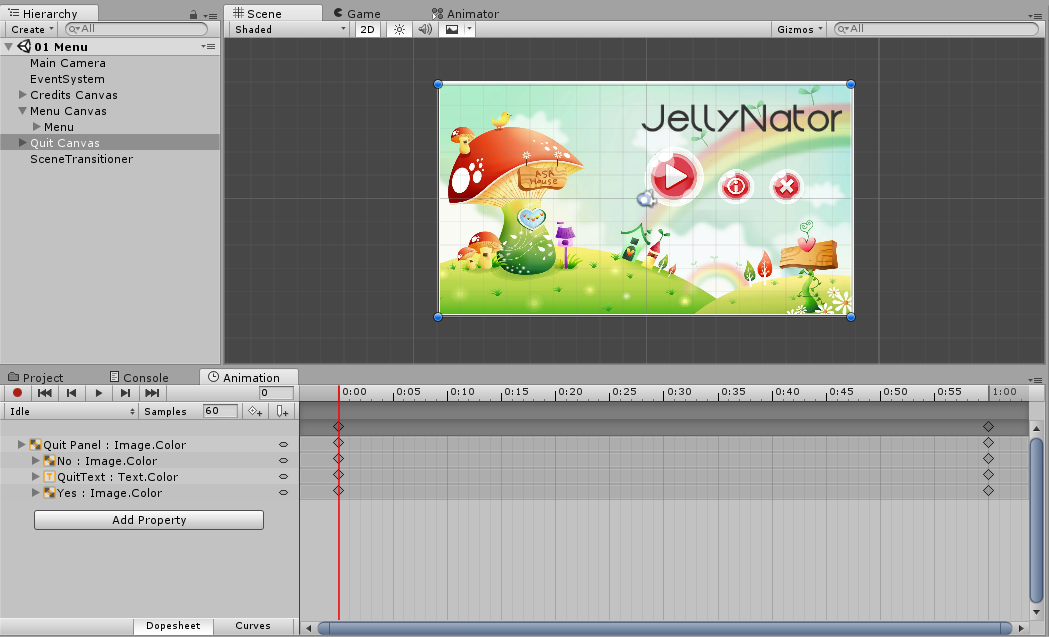 Hierarchy
Create
All
01 Menu
Main Camera
EventSystem
Credits Canvas
Menu Canvas
Menu
Quit Canvas
SceneTransitioner
Scene Game Animator
Shaded 2D Gizmos All
JellyNator
ASA
House
Project Console Animation
0
0:00 0:05 0:10 0:15 0:20 0:25 0:30 0:35 0:40 0:45 0:50 0:55 1:00
Idle Samples 60
Quit Panel : Image.Color
No : Image.Color
QuitText : Text.Color
Yes : Image.Color
Add Property
Dopesheet Curves